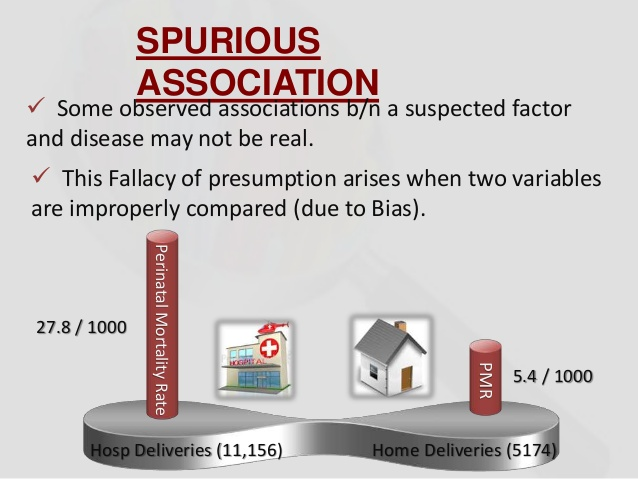 SPURIOUS
ASSOCIATION
✓ Some observed associations b/n a suspected factor
and disease may not be real.
✓ This Fallacy of presumption arises when two variables
are improperly compared (due to Bias).
Perinatal Mortality Rate
27.8 / 1000
HOSPITAL
PMR
5.4 / 1000
Hosp Deliveries (11,156)
Home Deliveries (5174)